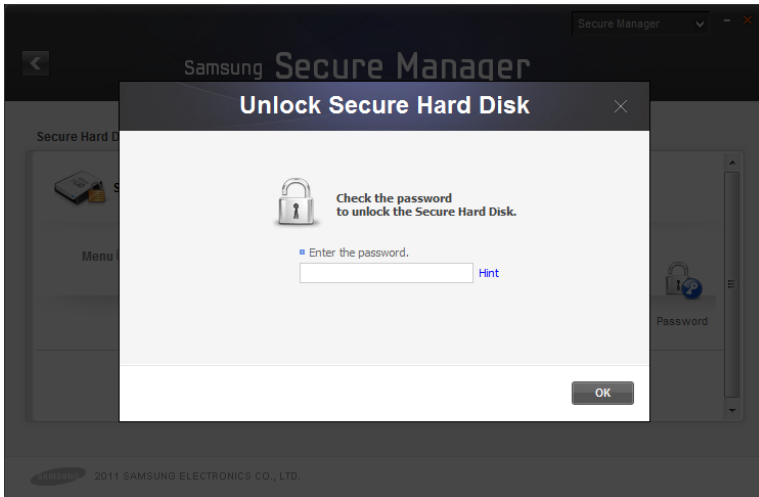 Secure Manager
Samsung Secure Manager
Unlock Secure Hard Disk
Secure Hard D
S
Check the password
to unlock the Secure Hard Disk.
Menu
Enter the password.
Hint
Password
OK
SAMSUNG 2011 SAMSUNG ELECTRONICS CO., LTD.